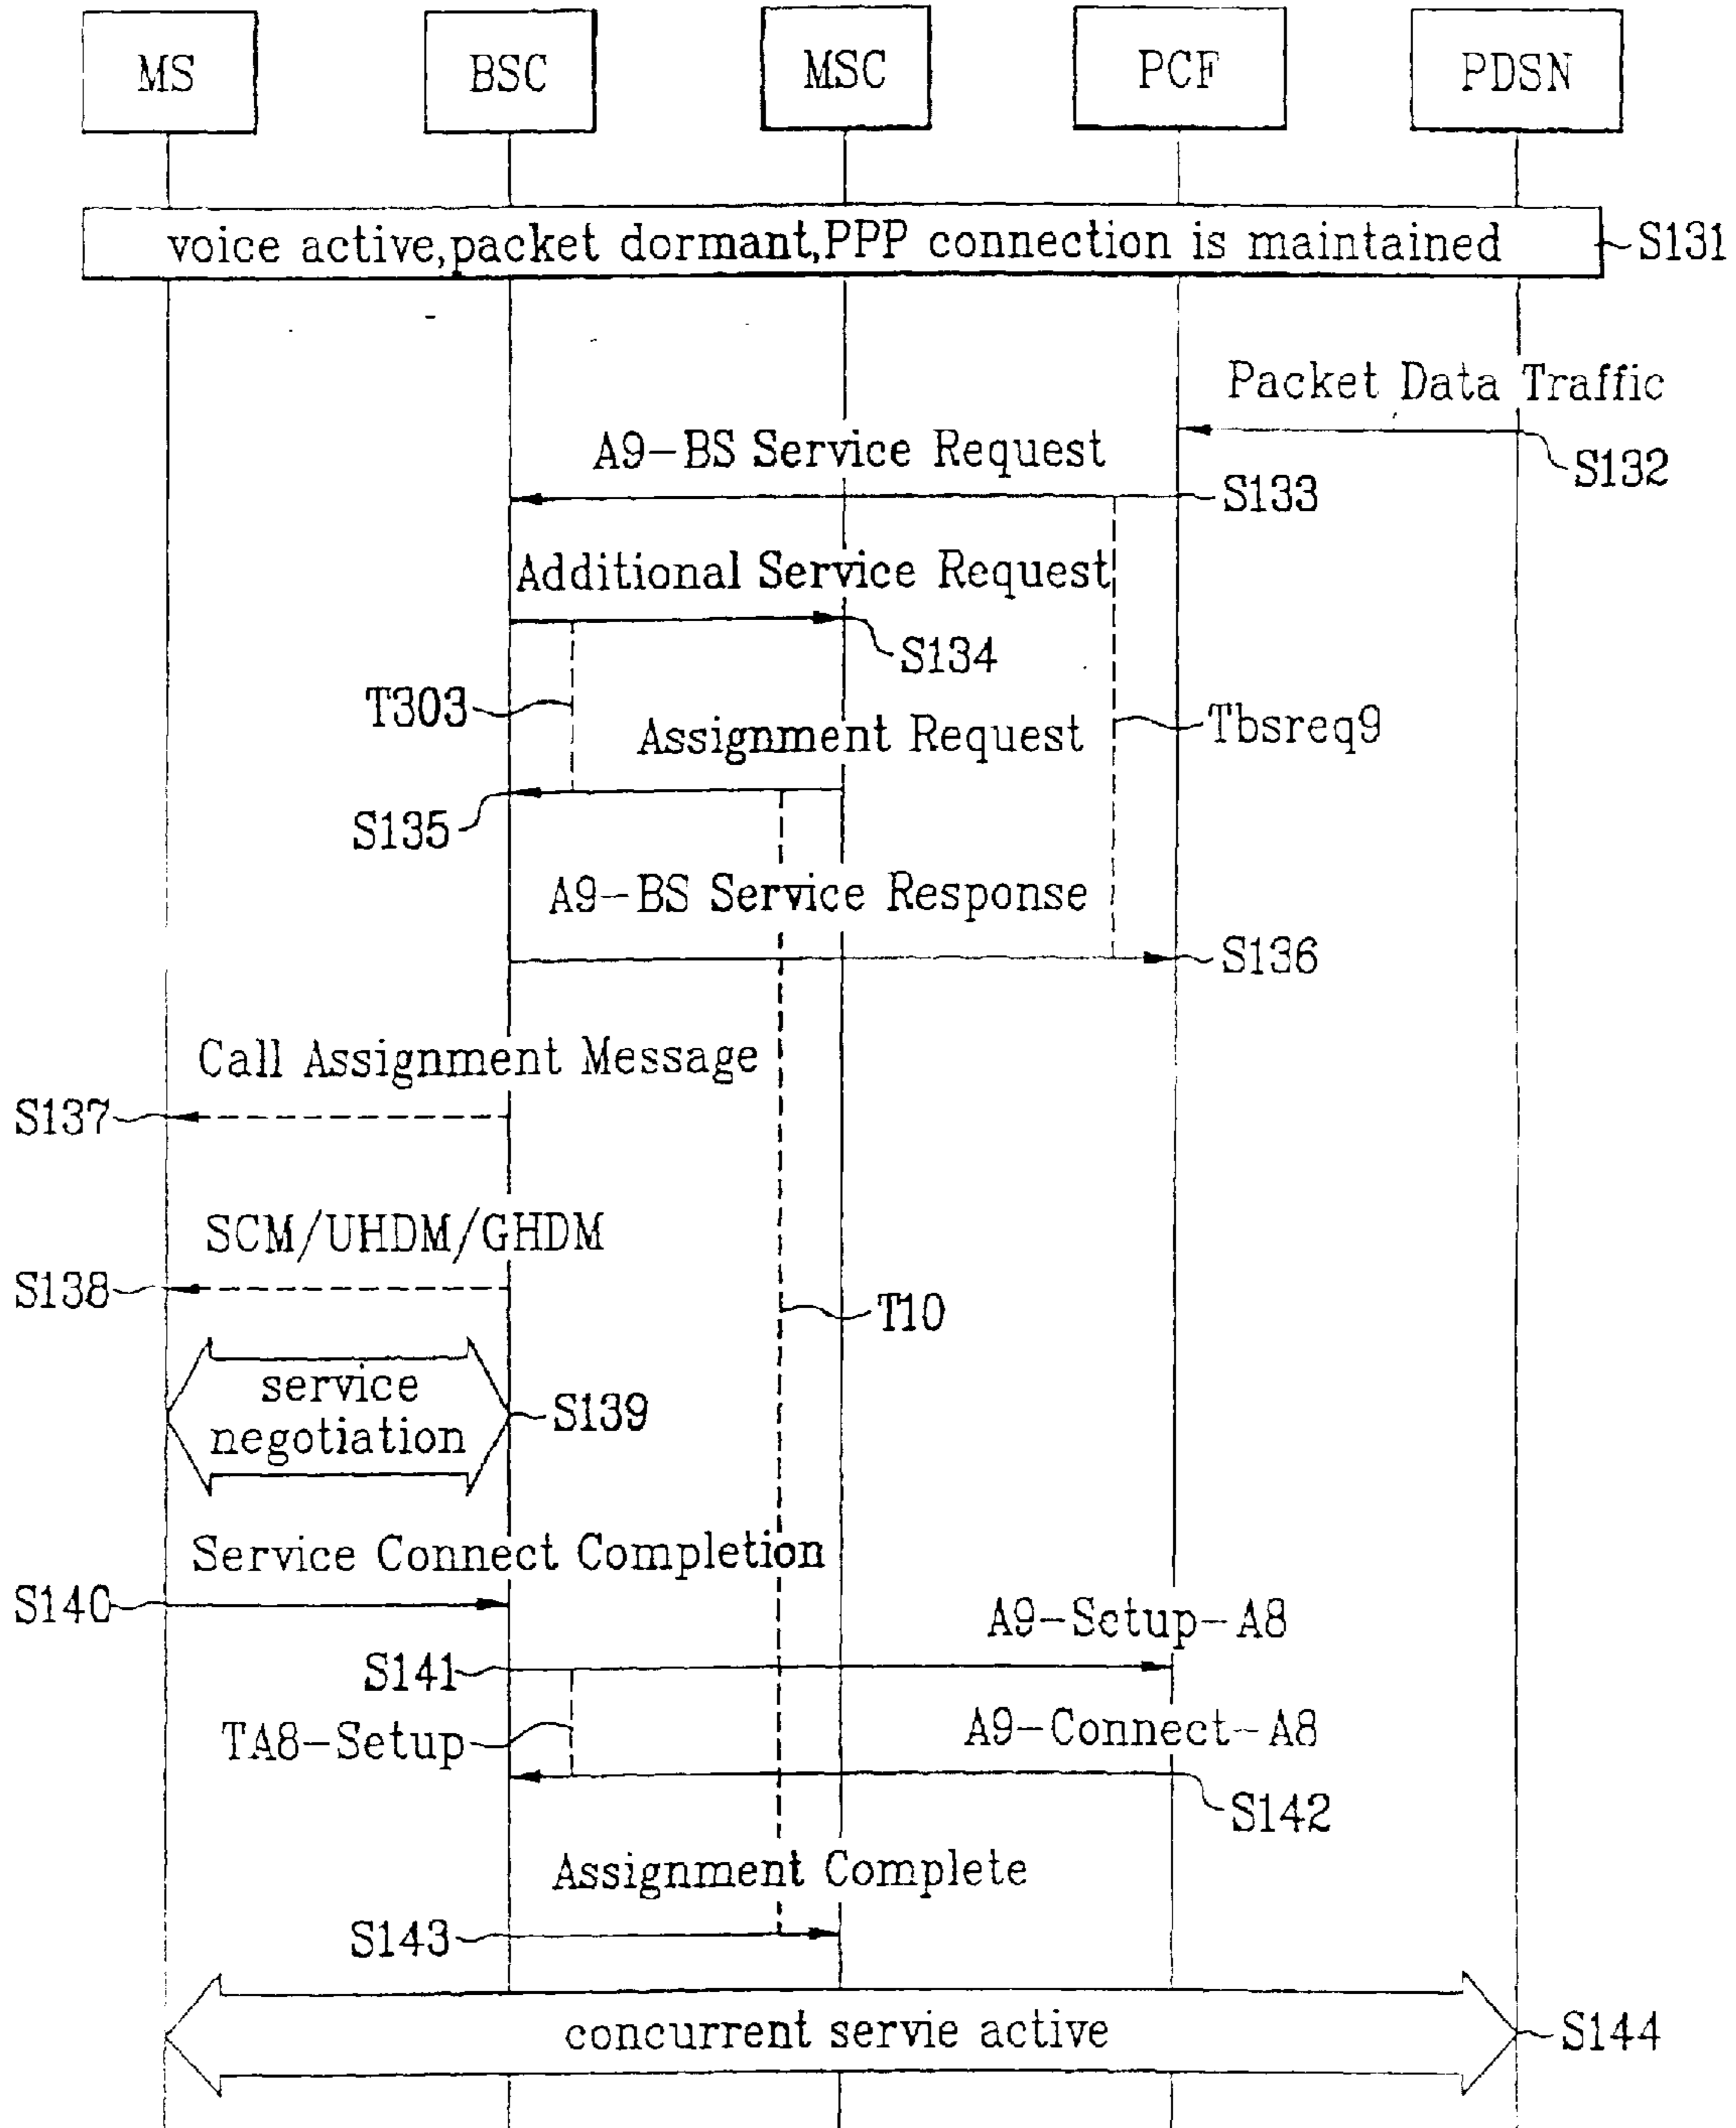 MS
BSC
MSC
PCF
PDSN
voice active,packet dormant,PPP connection is maintained
S131
Packet Data Traffic
S132
A9-BS Service Request
S133
Additional Service Request
S134
T303
Assignment Request
Tbsreq9
S135
A9-BS Service Response
S136
Call Assignment Message
S137
SCM/UHDM/GHDM
S138
T10
service
negotiation
S139
Service Connect Completion
S140
A9-Setup-A8
S141
TA8-Setup
A9-Connect-A8
S142
Assignment Complete
S143
concurrent servie active
S144